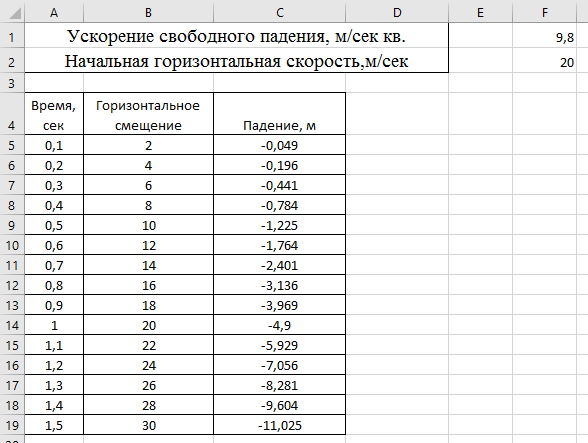 A B C D E F
1 Ускорение свободного падения, м/сек кв. 9,8
2 Начальная горизонтальная скорость,м/сек 20
3
Время, Горизонтальное
4 сек смещение Падение, м
5 0,1 2 -0,049
6 0,2 4 -0,196
7 0,3 6 -0,441
8 0,4 8 -0,784
9 0,5 10 -1,225
10 0,6 12 -1,764
11 0,7 14 -2,401
12 0,8 16 -3,136
13 0,9 18 -3,969
14 1 20 -4,9
15 1,1 22 -5,929
16 1,2 24 -7,056
17 1,3 26 -8,281
18 1,4 28 -9,604
19 1,5 30 -11,025